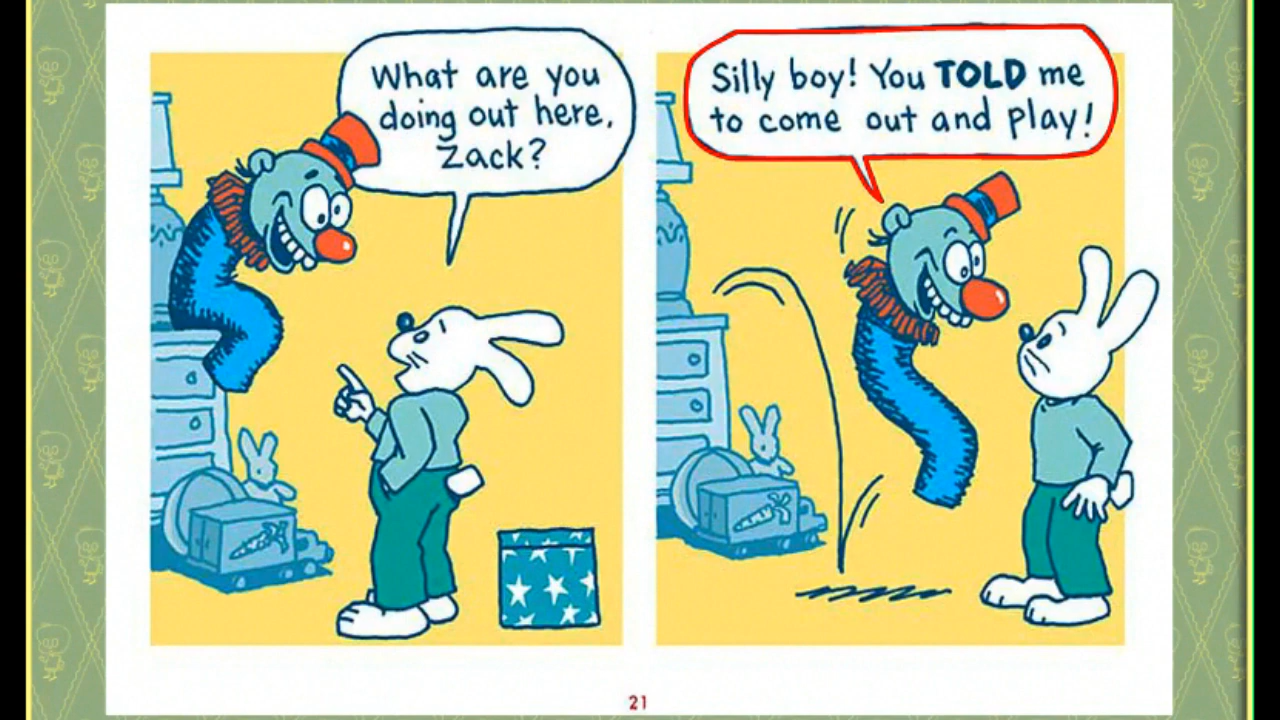 What are you
doing out here,
Zack?
Silly boy! You TOLD me
to come out and play!
21